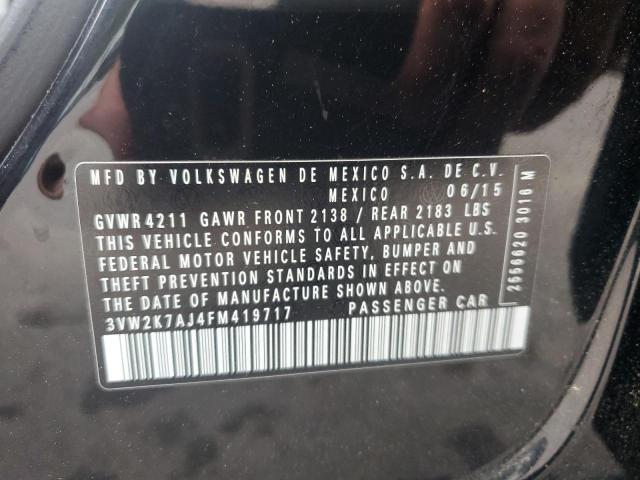 MFD BY VOLKSWAGEN DE MEXICO S.A. DE C.V.
MEXICO 06/15
GVWR 4211 GAWR FRONT 2138 / REAR 2183 LBS
THIS VEHICLE CONFORMS TO ALL APPLICABLE U.S.
FEDERAL MOTOR VEHICLE SAFETY, BUMPER AND
THEFT PREVENTION STANDARDS IN EFFECT ON
THE DATE OF MANUFACTURE SHOWN ABOVE.
3VW2K7AJ4FM419717 PASSENGER CAR
2556620 3016 M